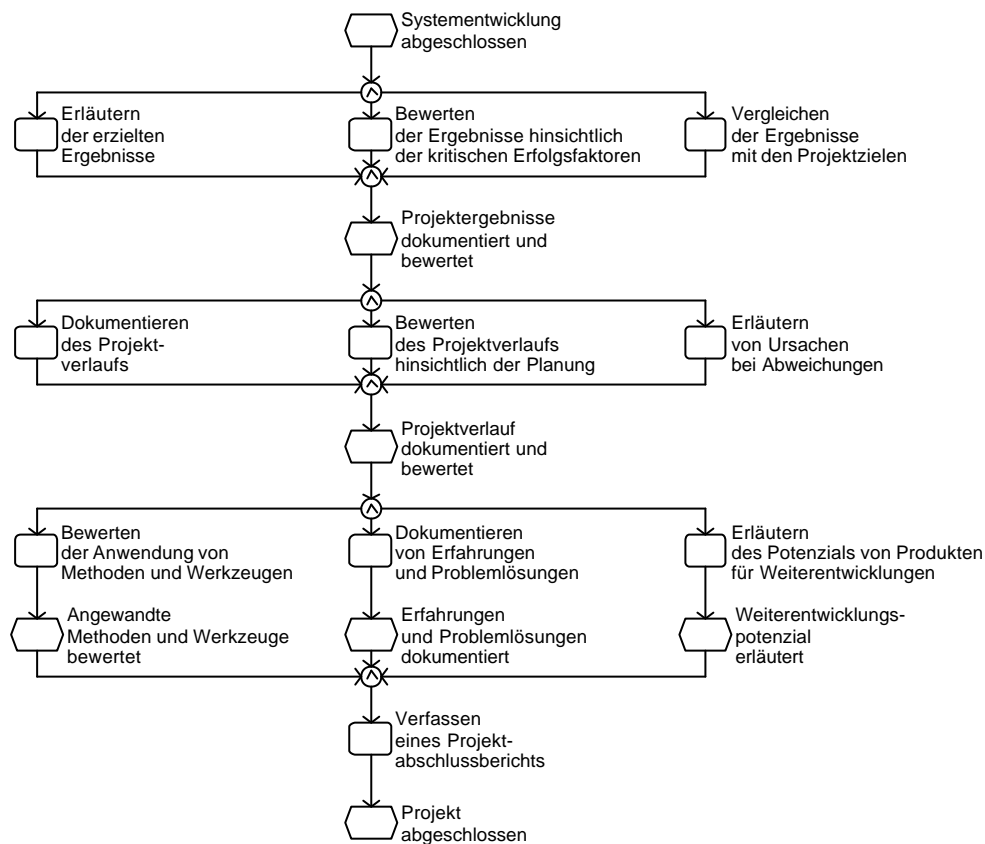 Systementwicklung
abgeschlossen
Erläutern
der erzielten
Ergebnisse
Bewerten
der Ergebnisse hinsichtlich
der kritischen Erfolgsfaktoren
Vergleichen
der Ergebnisse
mit den Projektzielen
Projektergebnisse
dokumentiert und
bewertet
Dokumentieren
des Projekt-
verlaufs
Bewerten
des Projektverlaufs
hinsichtlich der Planung
Erläutern
von Ursachen
bei Abweichungen
Projektverlauf
dokumentiert und
bewertet
Bewerten
der Anwendung von
Methoden und Werkzeugen
Dokumentieren
von Erfahrungen
und Problemlösungen
Erläutern
des Potenzials von Produkten
für Weiterentwicklungen
Angewandte
Methoden und Werkzeuge
bewertet
Erfahrungen
und Problemlösungen
dokumentiert
Weiterentwicklungs-
potenzial
erläutert
Verfassen
eines Projekt-
abschlussberichts
Projekt
abgeschlossen